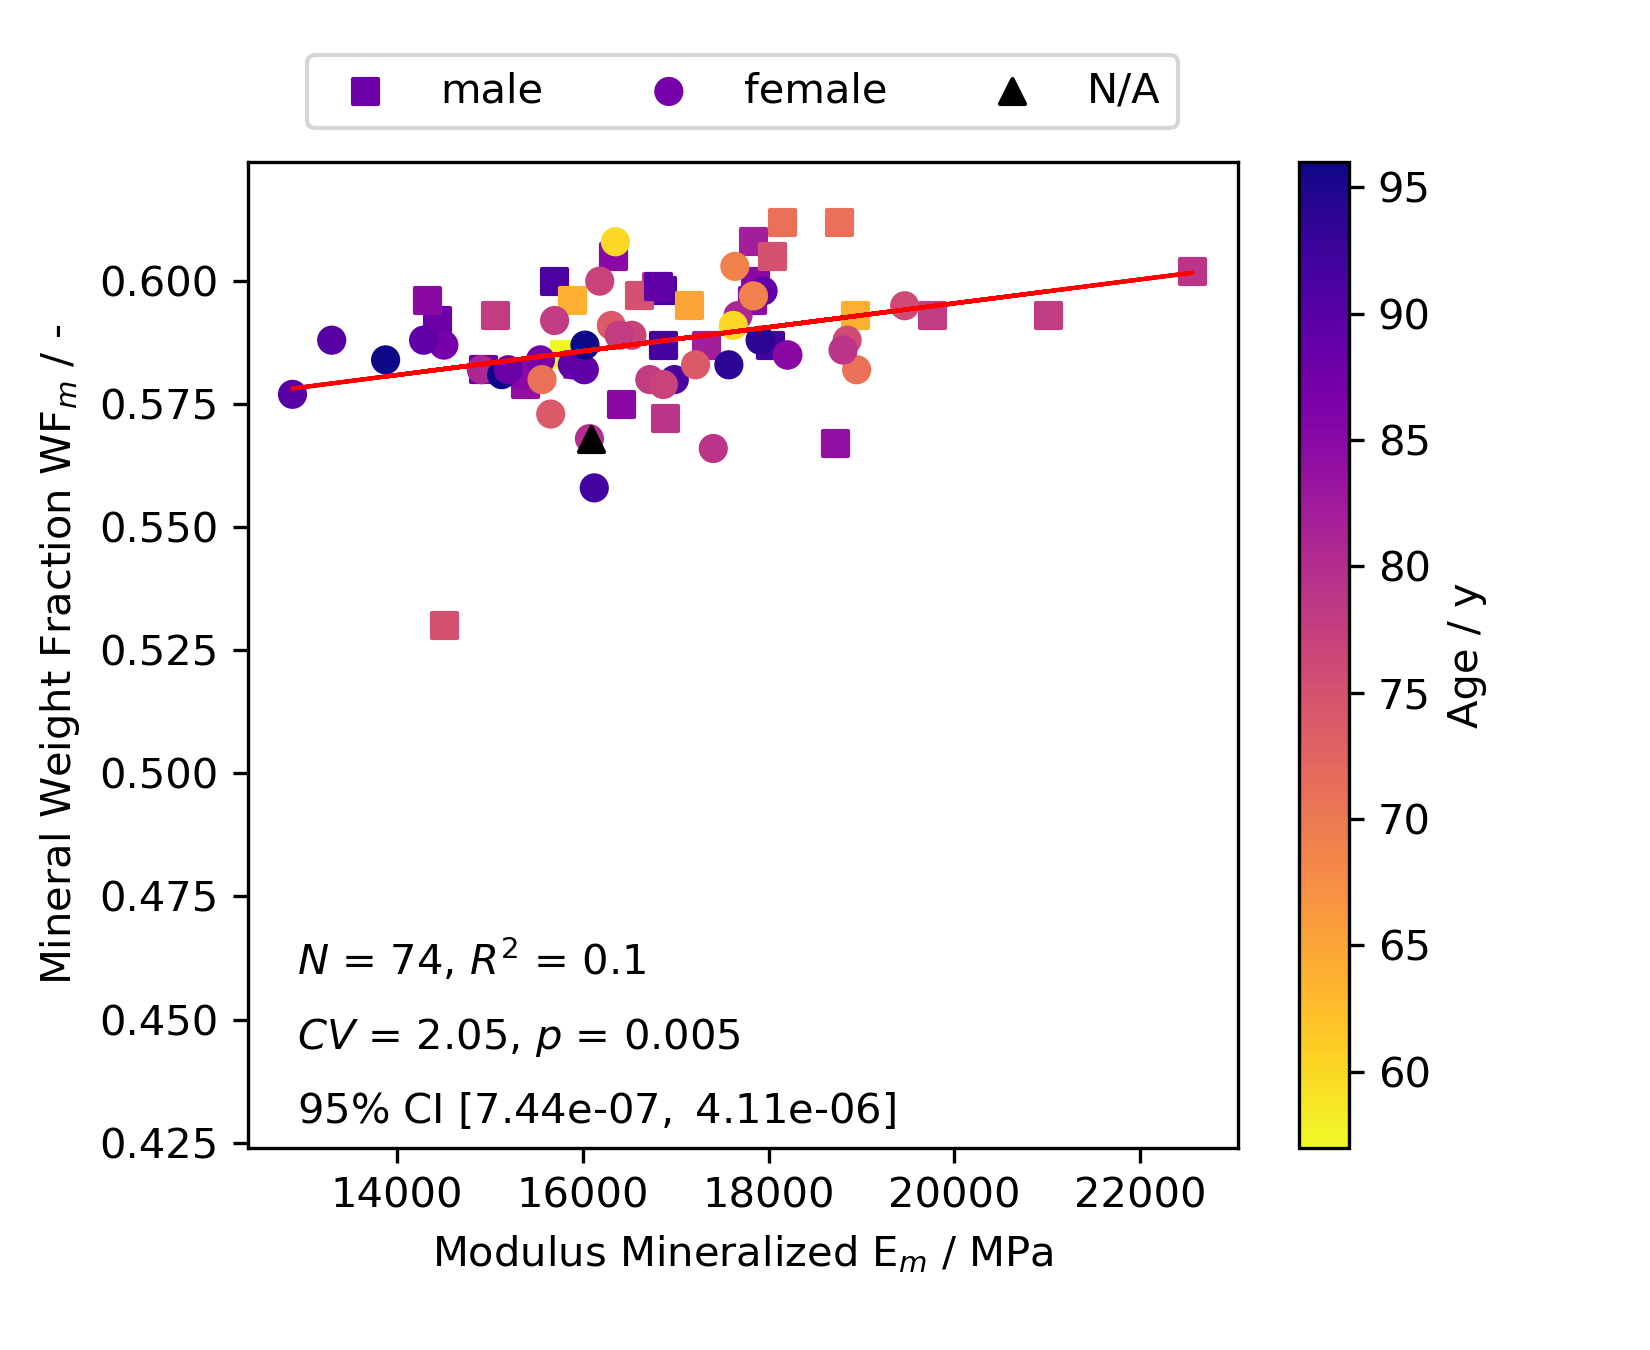 male female N/A
0.600
0.575
0.550
0.525
0.500
0.475
0.450
0.425
Mineral Weight Fraction WFₘ / -
N = 74, R² = 0.1
CV = 2.05, p = 0.005
95% CI [7.44e-07, 4.11e-06]
14000 16000 18000 20000 22000
Modulus Mineralized Eₘ / MPa
95
90
85
80
75
70
65
60
Age / y